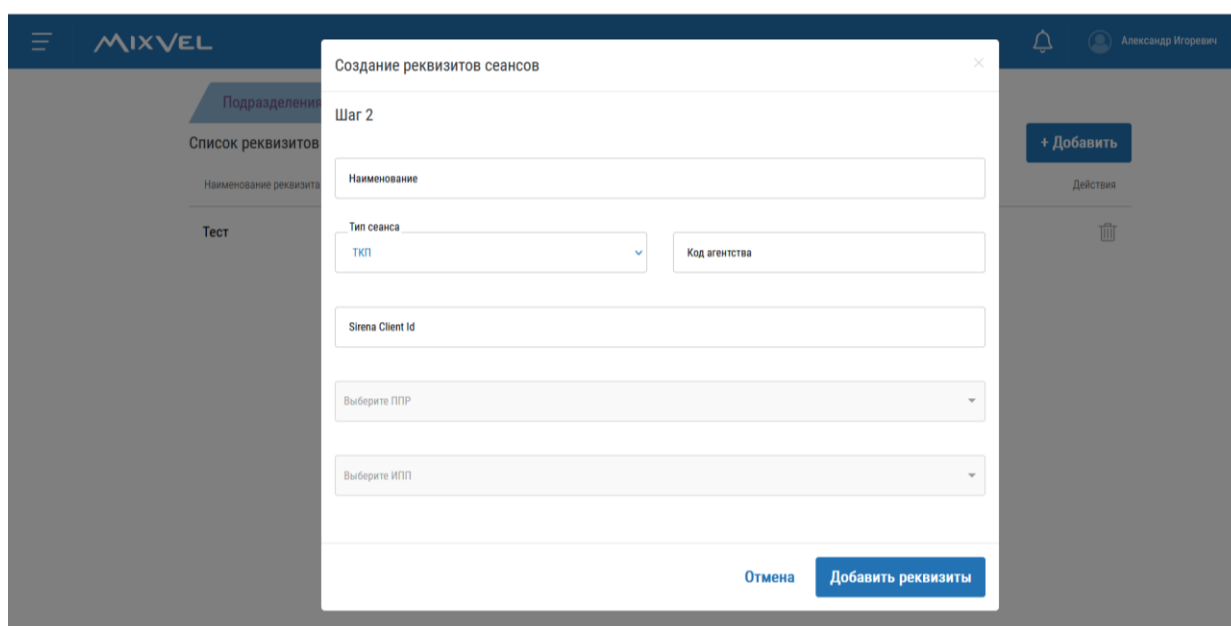 MIXVEL
Александр Игоревич
Создание реквизитов сеансов
Подразделения
Шаг 2
Список реквизитов
+ Добавить
Наименование реквизита
Наименование
Действия
Тип сеанса
Тест
ТКП
Код агентства
Sirena Client Id
Выберите ППР
Выберите ИПП
Отмена
Добавить реквизиты